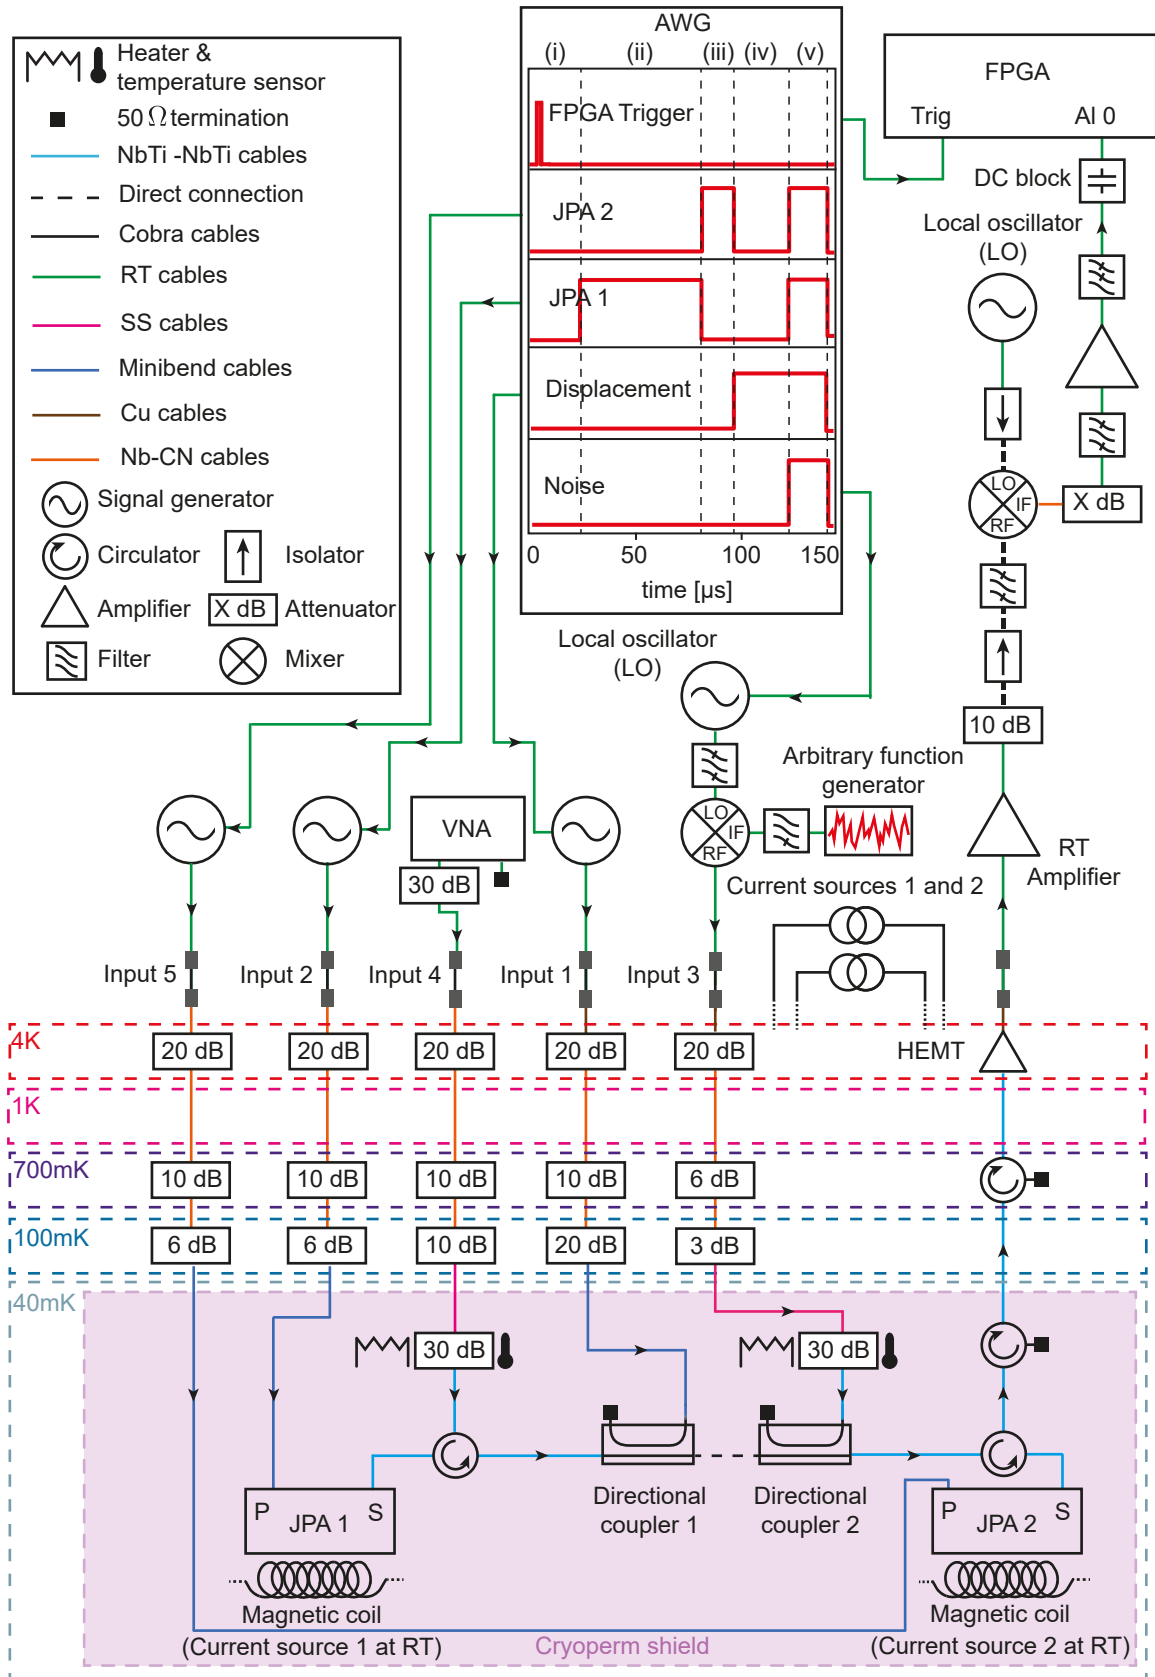 Heater &
temperature sensor
50 Ω termination
NbTi -NbTi cables
Direct connection
Cobra cables
RT cables
SS cables
Minibend cables
Cu cables
Nb-CN cables
Signal generator
Circulator
Isolator
Amplifier
X dB
Attenuator
Filter
Mixer
AWG
(i) (ii) (iii) (iv) (v)
FPGA Trigger
JPA 2
JPA 1
Displacement
Noise
0 50 100 150
time [µs]
FPGA
Trig
AI 0
DC block
Local oscillator
(LO)
LO
IF
RF
X dB
10 dB
RT
Amplifier
Local oscillator
(LO)
LO
IF
RF
Arbitrary function
generator
VNA
30 dB
Current sources 1 and 2
Input 5
Input 2
Input 4
Input 1
Input 3
4K
20 dB
20 dB
20 dB
20 dB
20 dB
HEMT
1K
700mK
10 dB
10 dB
10 dB
10 dB
6 dB
100mK
6 dB
6 dB
10 dB
20 dB
3 dB
40mK
30 dB
30 dB
P
JPA 1
S
Directional
coupler 1
Directional
coupler 2
P
JPA 2
S
Magnetic coil
(Current source 1 at RT)
Cryoperm shield
Magnetic coil
(Current source 2 at RT)